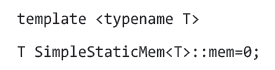 template <typename T>
T SimpleStaticMem<T>::mem=0;